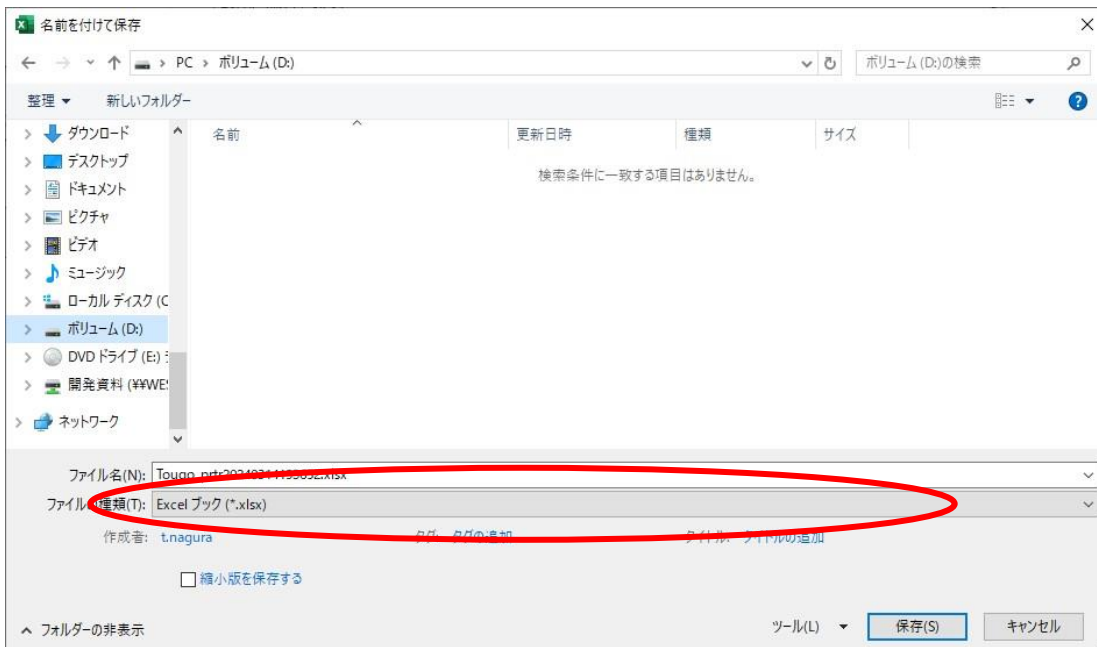 名前を付けて保存
PC › ボリューム (D:)
ボリューム (D:)の検索
整理
新しいフォルダー
名前
更新日時
種類
サイズ
検索条件に一致する項目はありません。
ダウンロード
デスクトップ
ドキュメント
ピクチャ
ビデオ
ミュージック
ローカル ディスク (C
ボリューム (D:)
DVD ドライブ (E:)
開発資料 (¥¥WE
ネットワーク
ファイル名(N):
ファイルの種類(T): Excel ブック (*.xlsx)
作成者: t.nagura
タグ: タグの追加
タイトル: タイトルの追加
縮小版を保存する
フォルダーの非表示
ツール(L)
保存(S)
キャンセル